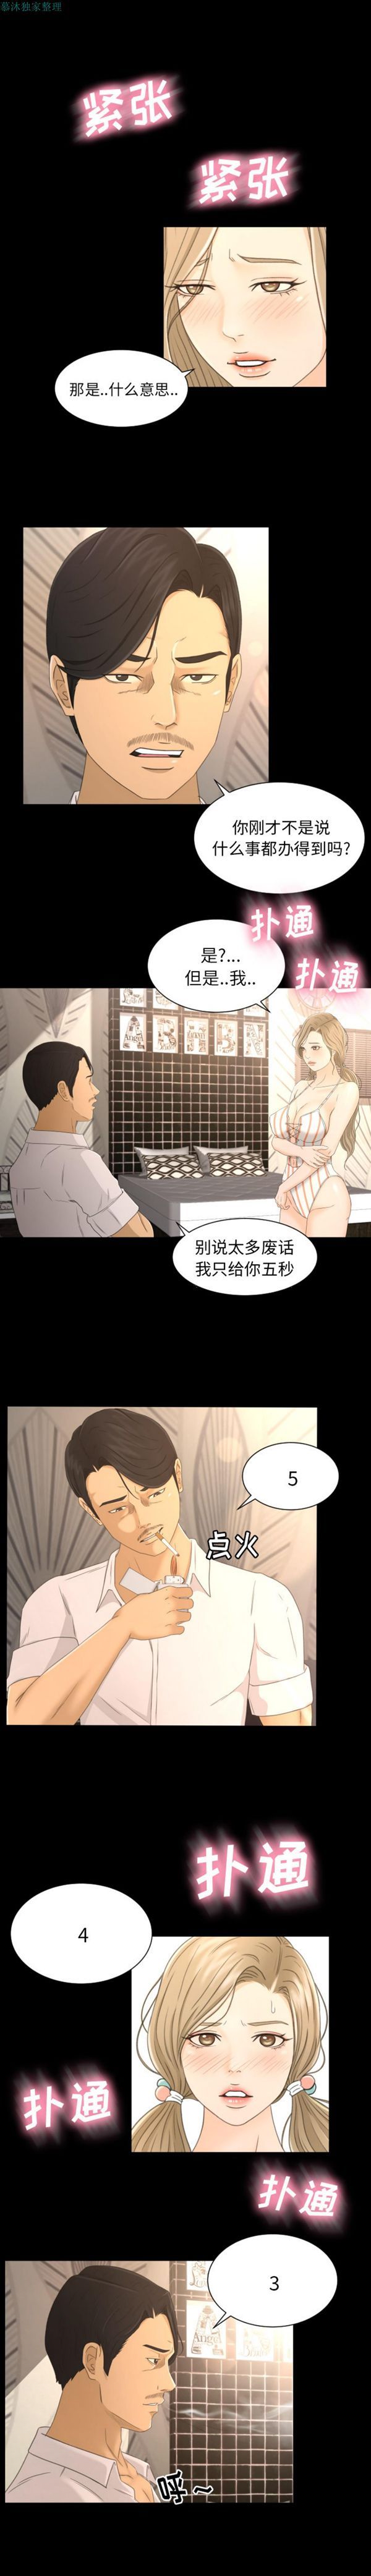 慕沐独家整理
紧张
紧张
那是..什么意思..
你刚才不是说
什么事都办得到吗?
扑通
是?...
但是..我..
扑通
别说太多废话
我只给你五秒
5
点火
扑通
4
扑通
扑通
3
Angel